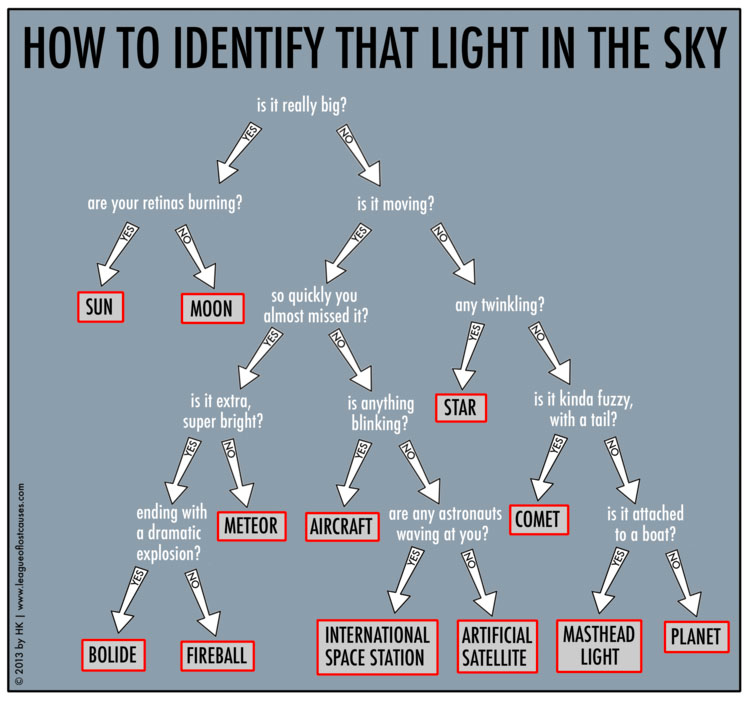 HOW TO IDENTIFY THAT LIGHT IN THE SKY
is it really big?
YES
NO
are your retinas burning?
is it moving?
YES
NO
YES
NO
SUN
MOON
so quickly you
almost missed it?
any twinkling?
YES
NO
YES
NO
is it extra,
super bright?
is anything
blinking?
STAR
is it kinda fuzzy,
with a tail?
YES
NO
YES
NO
YES
NO
ending with
a dramatic
explosion?
METEOR
AIRCRAFT
are any astronauts
waving at you?
COMET
is it attached
to a boat?
YES
NO
YES
NO
YES
NO
BOLIDE
FIREBALL
INTERNATIONAL
SPACE STATION
ARTIFICIAL
SATELLITE
MASTHEAD
LIGHT
PLANET
© 2013 by HK | www.leagueoflostcauses.com